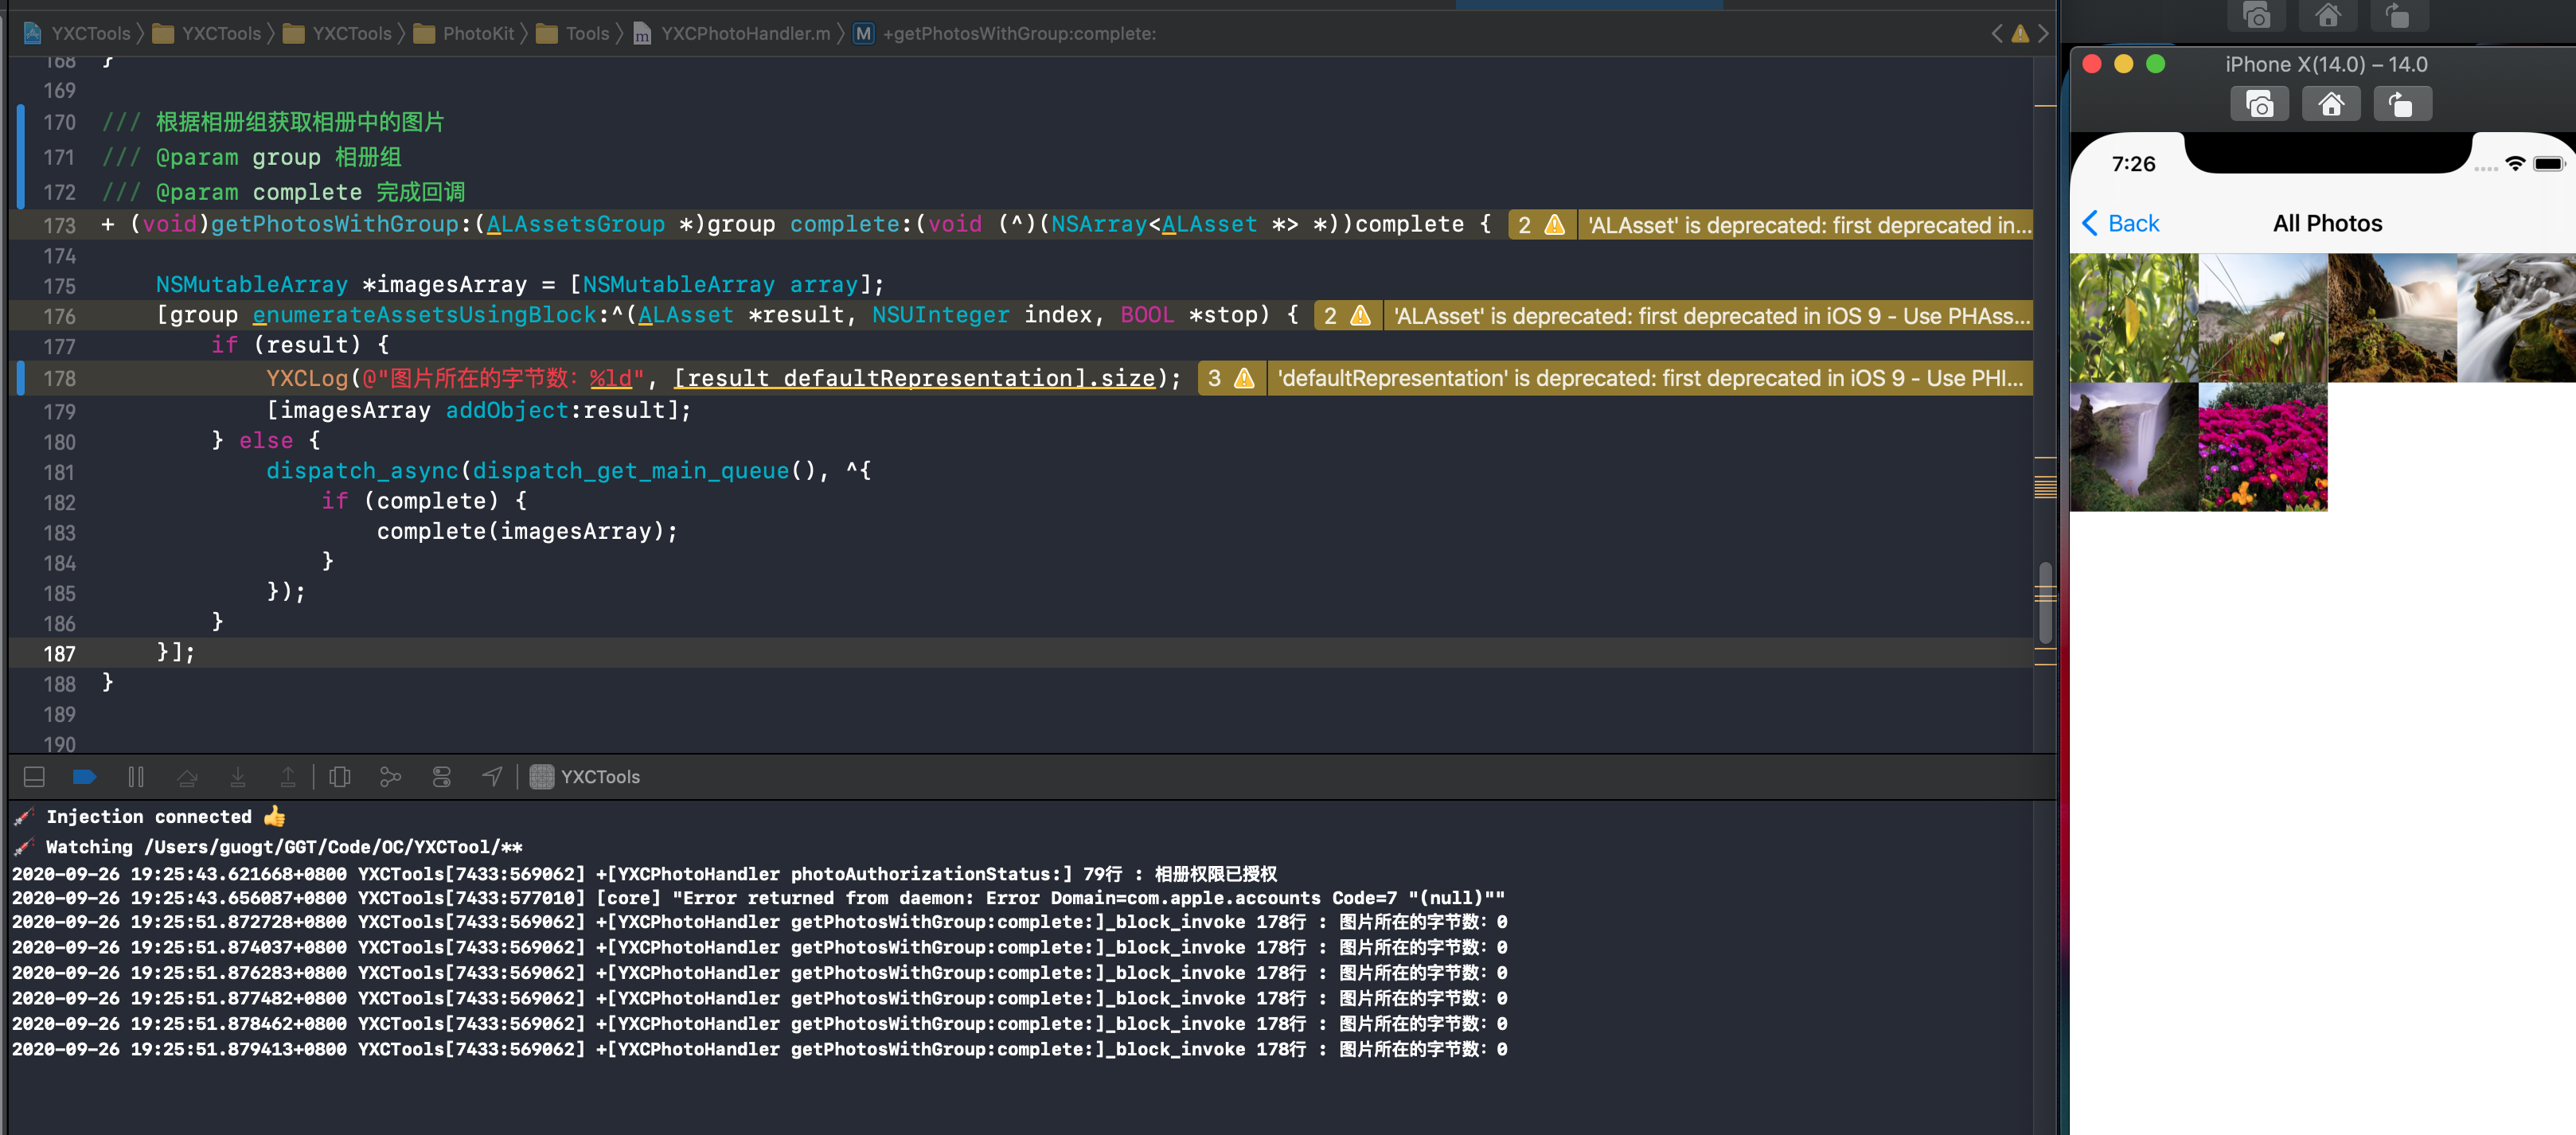 YXCTools YXCTools YXCTools PhotoKit Tools YXCPhotoHandler.m M +getPhotosWithGroup:complete:
168 }
169
170 /// 根据相册组获取相册中的图片
171 /// @param group 相册组
172 /// @param complete 完成回调
173 + (void)getPhotosWithGroup:(ALAssetsGroup *)group complete:(void (^)(NSArray<ALAsset *> *))complete { 2 'ALAsset' is deprecated: first deprecated in...
174
175 NSMutableArray *imagesArray = [NSMutableArray array];
176 [group enumerateAssetsUsingBlock:^(ALAsset *result, NSUInteger index, BOOL *stop) { 2 'ALAsset' is deprecated: first deprecated in iOS 9 - Use PHAss...
177 if (result) {
178 YXCLog(@"图片所在的字节数：%ld", [result defaultRepresentation].size); 3 'defaultRepresentation' is deprecated: first deprecated in iOS 9 - Use PHI...
179 [imagesArray addObject:result];
180 } else {
181 dispatch_async(dispatch_get_main_queue(), ^{
182 if (complete) {
183 complete(imagesArray);
184 }
185 });
186 }
187 }];
188 }
189
190
YXCTools
💉 Injection connected 👍
💉 Watching /Users/guogt/GGT/Code/OC/YXCTool/**
2020-09-26 19:25:43.621668+0800 YXCTools[7433:569062] +[YXCPhotoHandler photoAuthorizationStatus:] 79行 : 相册权限已授权
2020-09-26 19:25:43.656087+0800 YXCTools[7433:577010] [core] "Error returned from daemon: Error Domain=com.apple.accounts Code=7 "(null)""
2020-09-26 19:25:51.872728+0800 YXCTools[7433:569062] +[YXCPhotoHandler getPhotosWithGroup:complete:]_block_invoke 178行 : 图片所在的字节数：0
2020-09-26 19:25:51.874037+0800 YXCTools[7433:569062] +[YXCPhotoHandler getPhotosWithGroup:complete:]_block_invoke 178行 : 图片所在的字节数：0
2020-09-26 19:25:51.876283+0800 YXCTools[7433:569062] +[YXCPhotoHandler getPhotosWithGroup:complete:]_block_invoke 178行 : 图片所在的字节数：0
2020-09-26 19:25:51.877482+0800 YXCTools[7433:569062] +[YXCPhotoHandler getPhotosWithGroup:complete:]_block_invoke 178行 : 图片所在的字节数：0
2020-09-26 19:25:51.878462+0800 YXCTools[7433:569062] +[YXCPhotoHandler getPhotosWithGroup:complete:]_block_invoke 178行 : 图片所在的字节数：0
2020-09-26 19:25:51.879413+0800 YXCTools[7433:569062] +[YXCPhotoHandler getPhotosWithGroup:complete:]_block_invoke 178行 : 图片所在的字节数：0
iPhone X(14.0) – 14.0
7:26
Back All Photos